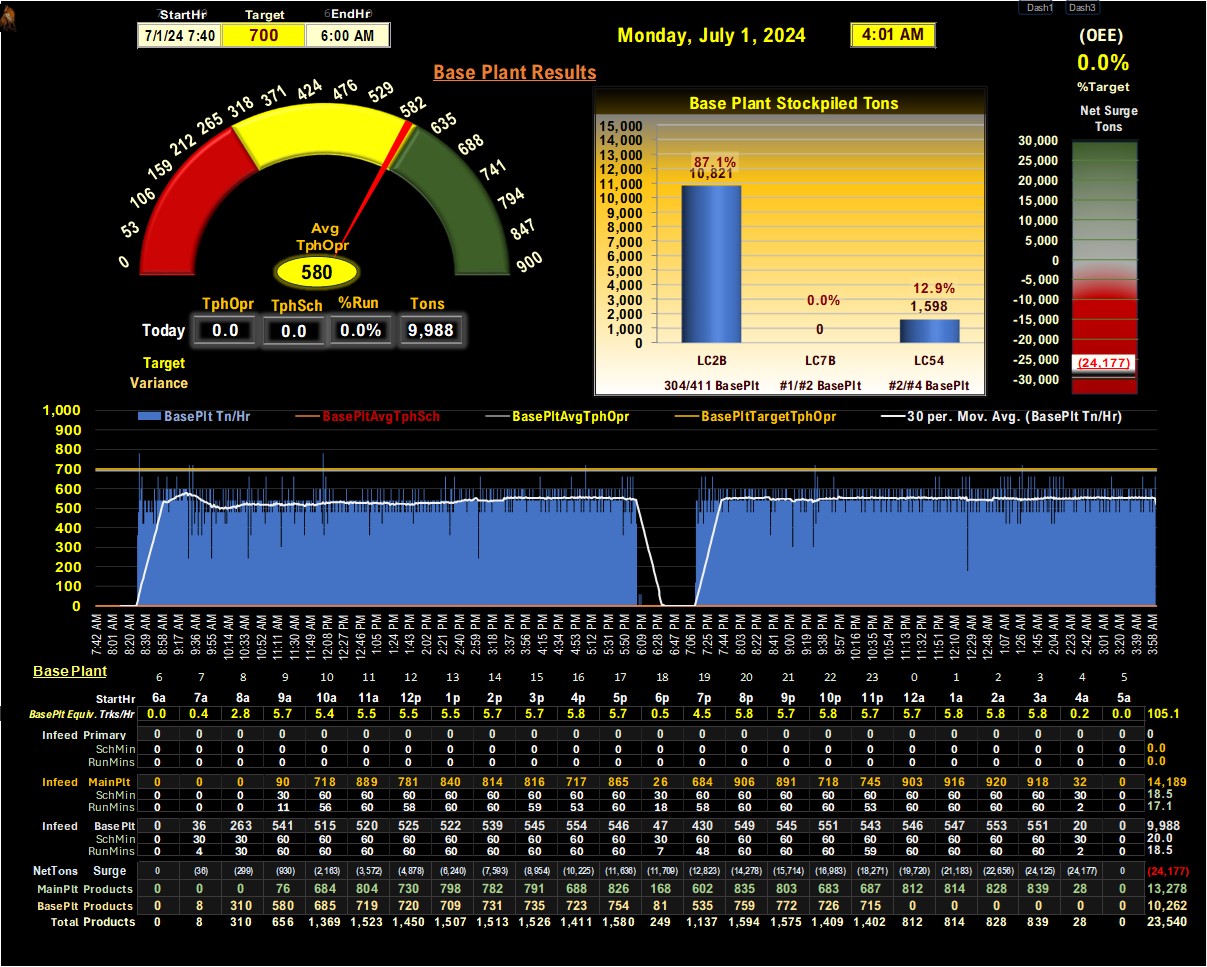 Dash1 Dash3
StartHr Target EndHr
7/1/24 7:40 700 6:00 AM
Monday, July 1, 2024 4:01 AM
(OEE)
0.0%
%Target
Net Surge
Tons
Base Plant Results
0 53 106 159 212 265 318 371 424 476 529 582 635 688 741 794 847 900
Avg
TphOpr
580
TphOpr TphSch %Run Tons
Today 0.0 0.0 0.0% 9,988
Target
Variance
Base Plant Stockpiled Tons
15,000
14,000
13,000
12,000
11,000
10,000
9,000
8,000
7,000
6,000
5,000
4,000
3,000
2,000
1,000
0
87.1%
10,821
0.0%
0
12.9%
1,598
LC2B LC7B LC54
304/411 BasePlt #1/#2 BasePlt #2/#4 BasePlt
30,000
25,000
20,000
15,000
10,000
5,000
0
-5,000
-10,000
-15,000
-20,000
-25,000
-30,000
(24,177)
BasePlt Tn/Hr BasePltAvgTphSch BasePltAvgTphOpr BasePltTargetTphOpr 30 per. Mov. Avg. (BasePlt Tn/Hr)
1,000
900
800
700
600
500
400
300
200
100
0
7:42 AM 8:01 AM 8:20 AM 8:39 AM 8:58 AM 9:17 AM 9:36 AM 9:55 AM 10:14 AM 10:33 AM 10:52 AM 11:11 AM 11:30 AM 11:49 AM 12:08 PM 12:27 PM 12:46 PM 1:05 PM 1:24 PM 1:43 PM 2:02 PM 2:21 PM 2:40 PM 2:59 PM 3:18 PM 3:37 PM 3:56 PM 4:15 PM 4:34 PM 4:53 PM 5:12 PM 5:31 PM 5:50 PM 6:09 PM 6:28 PM 6:47 PM 7:06 PM 7:25 PM 7:44 PM 8:03 PM 8:22 PM 8:41 PM 9:00 PM 9:19 PM 9:38 PM 9:57 PM 10:16 PM 10:35 PM 10:54 PM 11:13 PM 11:32 PM 11:51 PM 12:10 AM 12:29 AM 12:48 AM 1:07 AM 1:26 AM 1:45 AM 2:04 AM 2:23 AM 2:42 AM 3:01 AM 3:20 AM 3:39 AM 3:58 AM
Base Plant 6 7 8 9 10 11 12 13 14 15 16 17 18 19 20 21 22 23 0 1 2 3 4 5
StartHr 6a 7a 8a 9a 10a 11a 12p 1p 2p 3p 4p 5p 6p 7p 8p 9p 10p 11p 12a 1a 2a 3a 4a 5a
BasePlt Equiv. Trks/Hr 0.0 0.4 2.8 5.7 5.4 5.5 5.5 5.5 5.7 5.7 5.8 5.7 0.5 4.5 5.8 5.7 5.8 5.7 5.7 5.8 5.8 5.8 0.2 0.0 105.1
Infeed Primary 0 0 0 0 0 0 0 0 0 0 0 0 0 0 0 0 0 0 0 0 0 0 0 0 0
SchMin 0 0 0 0 0 0 0 0 0 0 0 0 0 0 0 0 0 0 0 0 0 0 0 0 0.0
RunMins 0 0 0 0 0 0 0 0 0 0 0 0 0 0 0 0 0 0 0 0 0 0 0 0 0.0
Infeed MainPlt 0 0 0 90 718 889 781 840 814 816 717 865 26 684 906 891 718 745 903 916 920 918 32 0 14,189
SchMin 0 0 0 30 60 60 60 60 60 60 60 60 30 60 60 60 60 60 60 60 60 60 30 0 18.5
RunMins 0 0 0 11 56 60 58 60 60 59 53 60 18 58 60 60 60 53 60 60 60 60 2 0 17.1
Infeed BasePlt 0 36 263 541 515 520 525 522 539 545 554 546 47 430 549 545 551 543 546 547 553 551 20 0 9,988
SchMin 0 30 30 60 60 60 60 60 60 60 60 60 30 60 60 60 60 60 60 60 60 60 30 0 20.0
RunMins 0 4 30 60 60 60 60 60 60 60 60 60 7 48 60 60 60 59 60 60 60 60 2 0 18.5
NetTons Surge 0 (36) (299) (930) (2,163) (3,572) (4,878) (6,240) (7,593) (8,954) (10,225) (11,636) (11,709) (12,823) (14,278) (15,714) (16,983) (18,271) (19,720) (21,183) (22,656) (24,125) (24,177) 0 (24,177)
MainPlt Products 0 0 0 76 684 804 730 798 782 791 688 826 168 602 835 803 683 687 812 814 828 839 28 0 13,278
BasePlt Products 0 8 310 580 685 719 720 709 731 735 723 754 81 535 759 772 726 715 0 0 0 0 0 0 10,262
Total Products 0 8 310 656 1,369 1,523 1,450 1,507 1,513 1,526 1,411 1,580 249 1,137 1,594 1,575 1,409 1,402 812 814 828 839 28 0 23,540